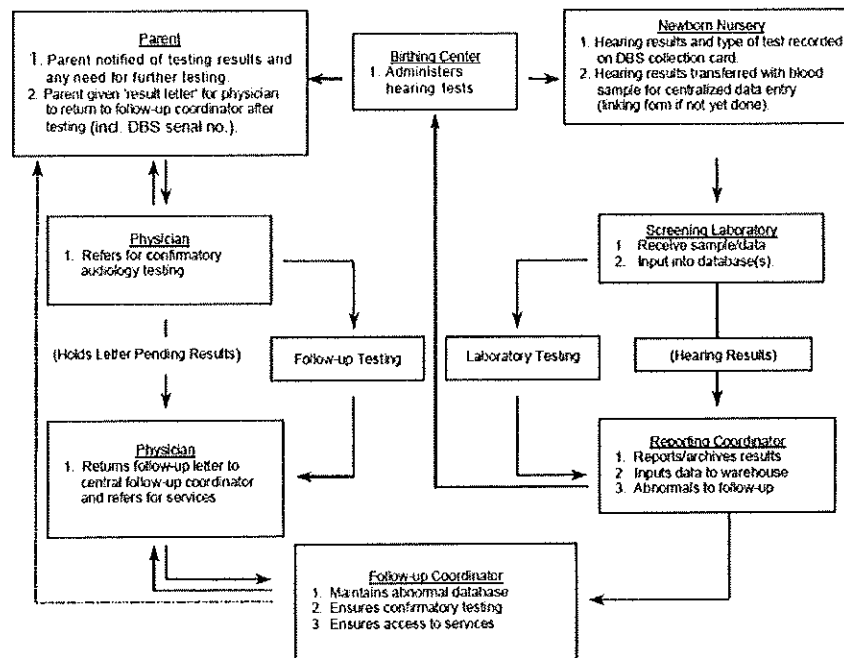 Parent
1. Parent notified of testing results and
any need for further testing.
2. Parent given 'result letter' for physician
to return to follow-up coordinator after
testing (incl. DBS serial no.).
Birthing Center
1. Administers
hearing tests
Newborn Nursery
1. Hearing results and type of test recorded
on DBS collection card.
2. Hearing results transferred with blood
sample for centralized data entry
(linking form if not yet done).
Physician
1. Refers for confirmatory
audiology testing
Screening Laboratory
1 Receive sample/data
2. Input into database(s).
(Holds Letter Pending Results)
Follow-up Testing
Laboratory Testing
(Hearing Results)
Physician
1. Returns follow-up letter to
central follow-up coordinator
and refers for services
Reporting Coordinator
1. Reports/archives results
2 Inputs data to warehouse
3. Abnormals to follow-up
Follow-up Coordinator
1. Maintains abnormal database
2. Ensures confirmatory testing
3 Ensures access to services